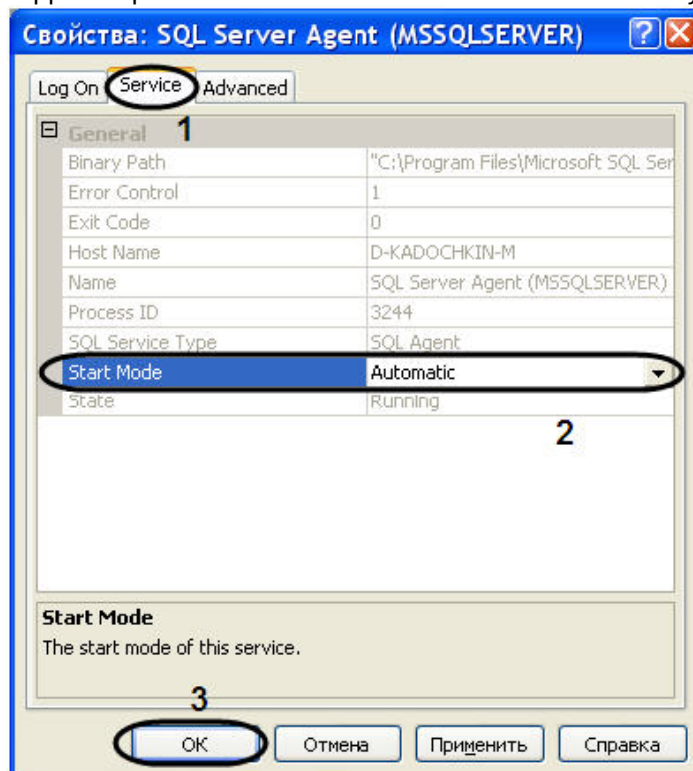 Свойства: SQL Server Agent (MSSQLSERVER)
Log On Service Advanced
1
General
Binary Path "C:\Program Files\Microsoft SQL Ser
Error Control 1
Exit Code 0
Host Name D-KADOCHKIN-M
Name SQL Server Agent (MSSQLSERVER)
Process ID 3244
SQL Service Type SQL Agent
Start Mode Automatic
State Running
2
Start Mode
The start mode of this service.
3
OK Отмена Применить Справка